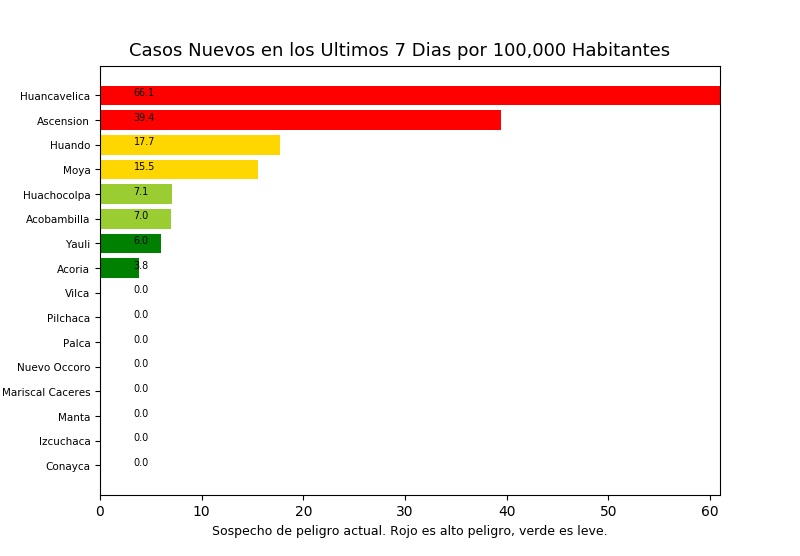 Casos Nuevos en los Ultimos 7 Dias por 100,000 Habitantes
Huancavelica 66.1
Ascension 39.4
Huando 17.7
Moya 15.5
Huachocolpa 7.1
Acobambilla 7.0
Yauli 6.0
Acoria 3.8
Vilca 0.0
Pilchaca 0.0
Palca 0.0
Nuevo Occoro 0.0
Mariscal Caceres 0.0
Manta 0.0
Izcuchaca 0.0
Conayca 0.0
0 10 20 30 40 50 60
Sospecho de peligro actual. Rojo es alto peligro, verde es leve.